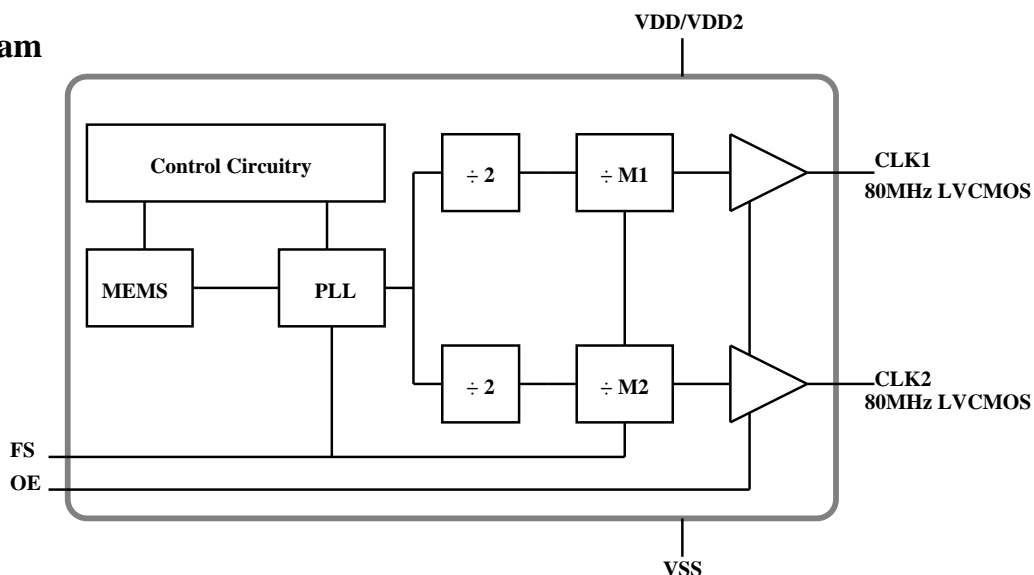 am
VDD/VDD2
Control Circuitry
÷ 2
÷ M1
CLK1
80MHz LVCMOS
MEMS
PLL
÷ 2
÷ M2
CLK2
80MHz LVCMOS
FS
OE
VSS